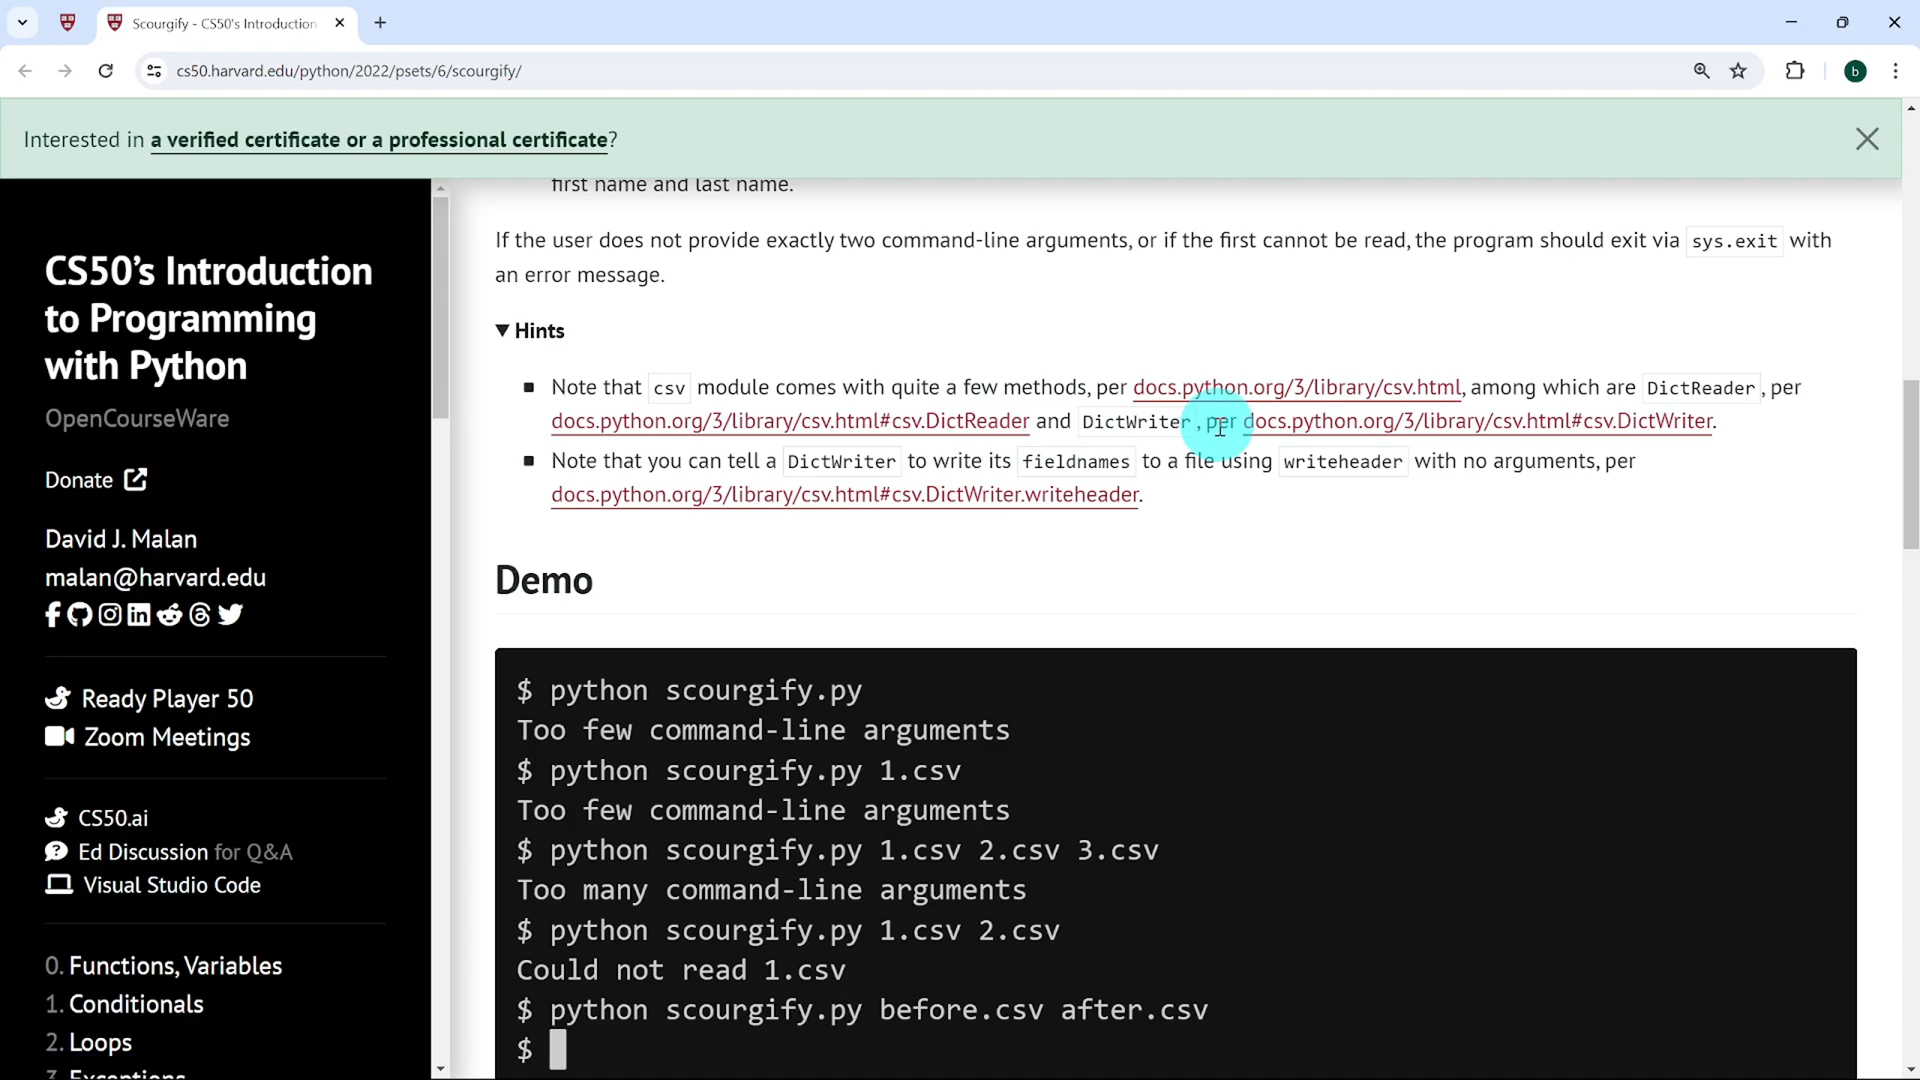 Scourgify - CS50's Introduction
cs50.harvard.edu/python/2022/psets/6/scourgify/
b
Interested in a verified certificate or a professional certificate?
CS50's Introduction
to Programming
with Python
OpenCourseWare
Donate
David J. Malan
malan@harvard.edu
Ready Player 50
Zoom Meetings
CS50.ai
Ed Discussion for Q&A
Visual Studio Code
0. Functions, Variables
1. Conditionals
2. Loops
3. Exceptions
first name and last name.
If the user does not provide exactly two command-line arguments, or if the first cannot be read, the program should exit via sys.exit with
an error message.
▼ Hints
■ Note that csv module comes with quite a few methods, per docs.python.org/3/library/csv.html, among which are DictReader, per
docs.python.org/3/library/csv.html#csv.DictReader and DictWriter, per docs.python.org/3/library/csv.html#csv.DictWriter.
■ Note that you can tell a DictWriter to write its fieldnames to a file using writeheader with no arguments, per
docs.python.org/3/library/csv.html#csv.DictWriter.writeheader.
Demo
$ python scourgify.py
Too few command-line arguments
$ python scourgify.py 1.csv
Too few command-line arguments
$ python scourgify.py 1.csv 2.csv 3.csv
Too many command-line arguments
$ python scourgify.py 1.csv 2.csv
Could not read 1.csv
$ python scourgify.py before.csv after.csv
$